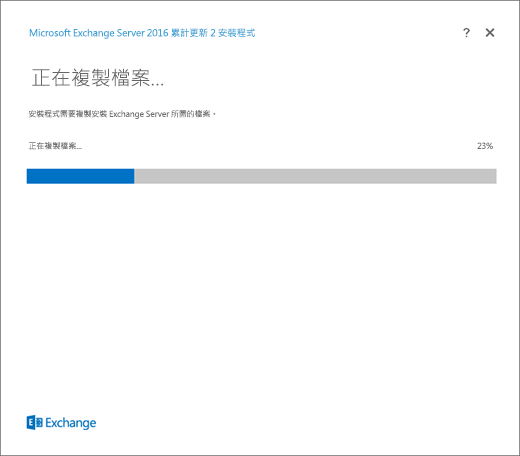 Microsoft Exchange Server 2016 累計更新 2 安裝程式
?
正在複製檔案...
安裝程式需要複製安裝 Exchange Server 所需的檔案。
正在複製檔案... 23%
E Exchange